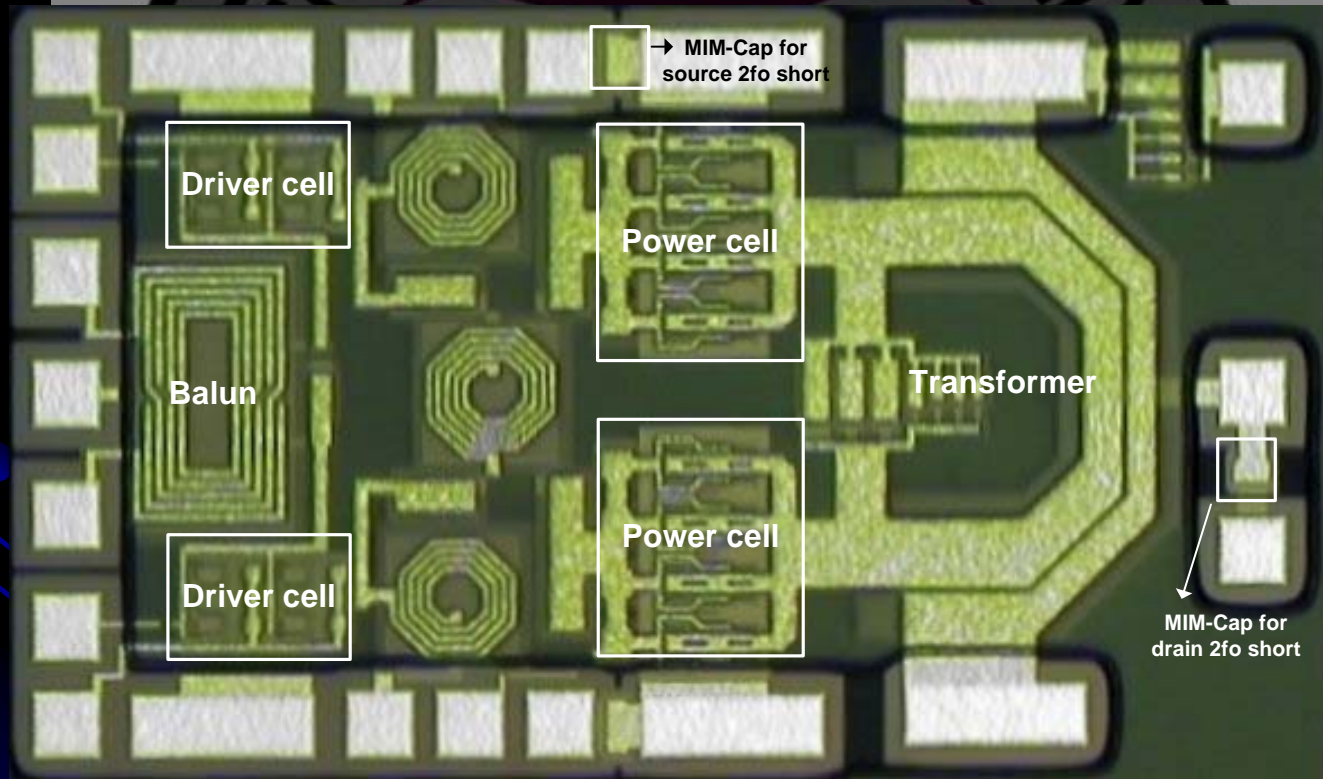 MIM-Cap for
source 2fo short
Driver cell
Power cell
Balun
Transformer
Power cell
Driver cell
MIM-Cap for
drain 2fo short